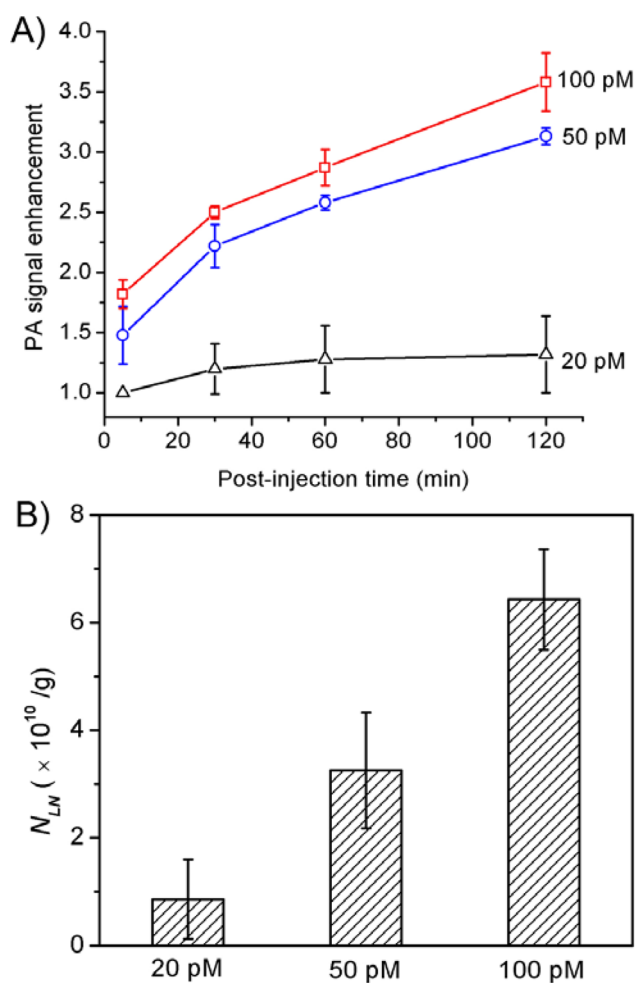 A)
PA signal enhancement
4.0
3.5
3.0
2.5
2.0
1.5
1.0
100 pM
50 pM
20 pM
0 20 40 60 80 100 120
Post-injection time (min)
B)
N_LN ( × 10^10 /g)
8
6
4
2
0
20 pM 50 pM 100 pM